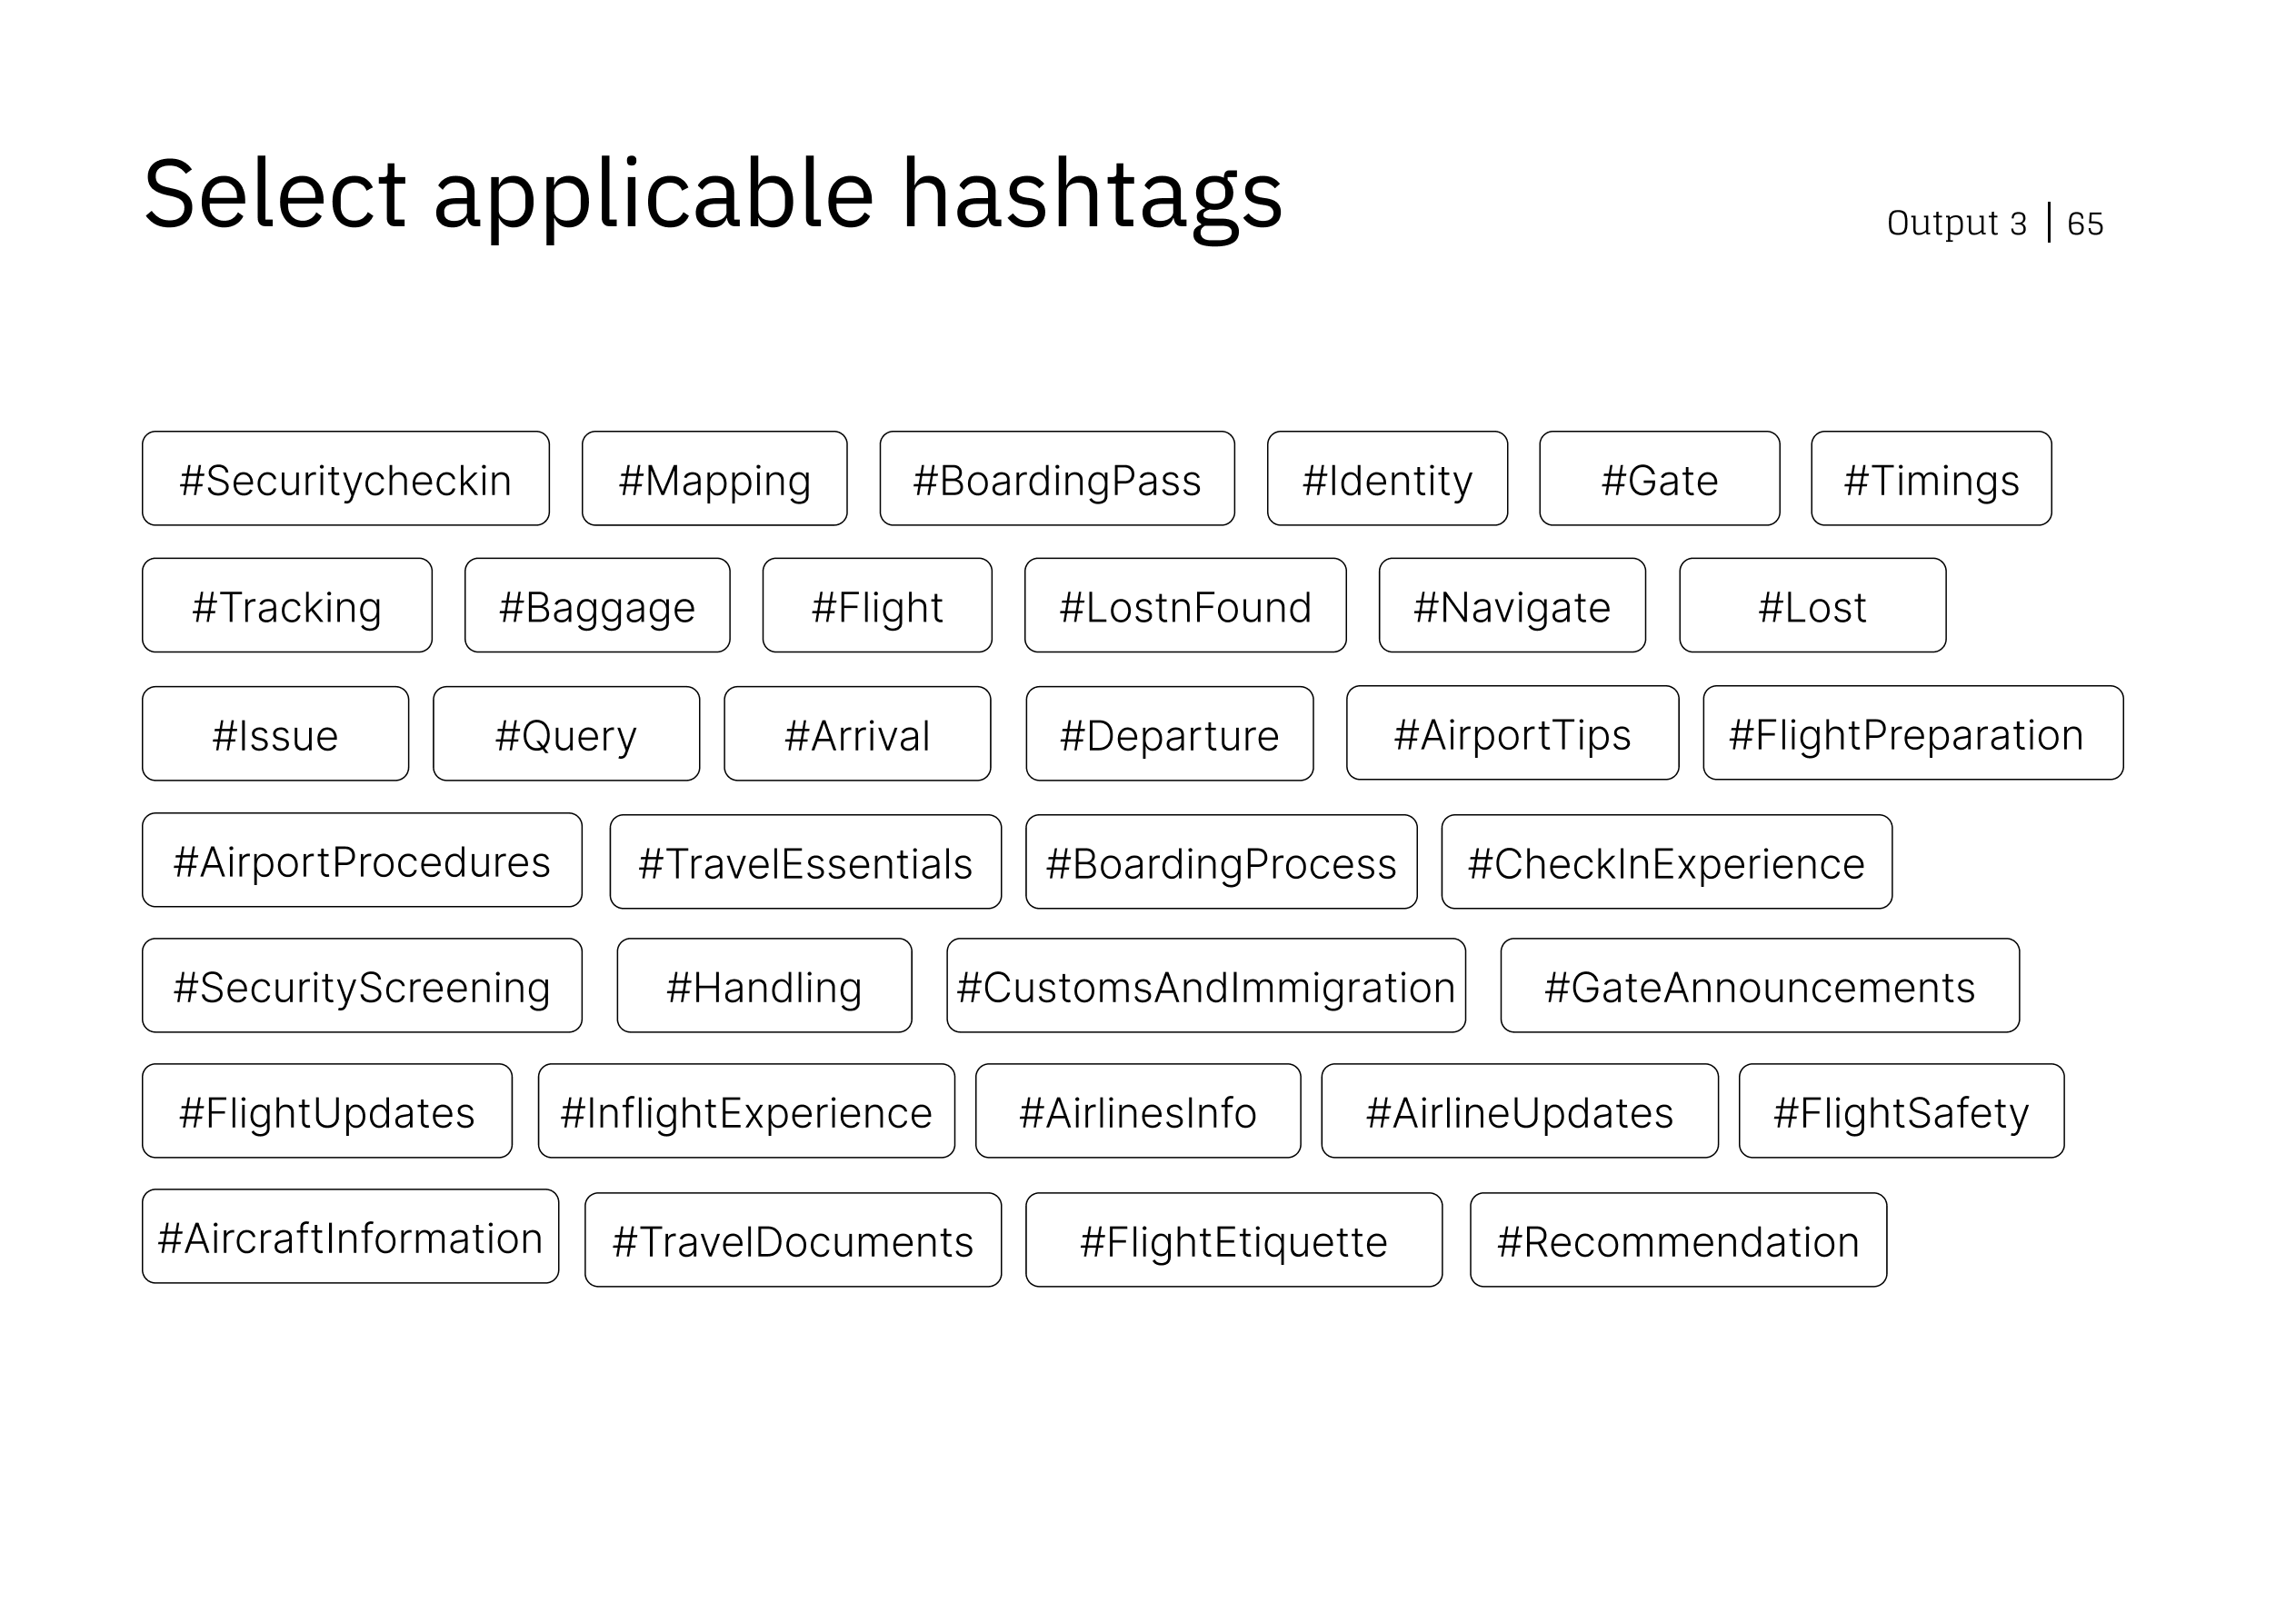 Select applicable hashtags
Output 3 | 65
#Securitycheckin #Mapping #BoardingPass #Identity #Gate #Timings
#Tracking #Baggage #Flight #LostnFound #Navigate #Lost
#Issue #Query #Arrival #Departure #AirportTips #FlightPreparation
#AirportProcedures #TravelEssentials #BoardingProcess #CheckInExperience
#SecurityScreening #Handling #CustomsAndImmigration #GateAnnouncements
#FlightUpdates #InflightExperience #AirlinesInfo #AirlineUpdates #FlightSafety
#AircraftInformation #TravelDocuments #FlightEtiquette #Recommendation